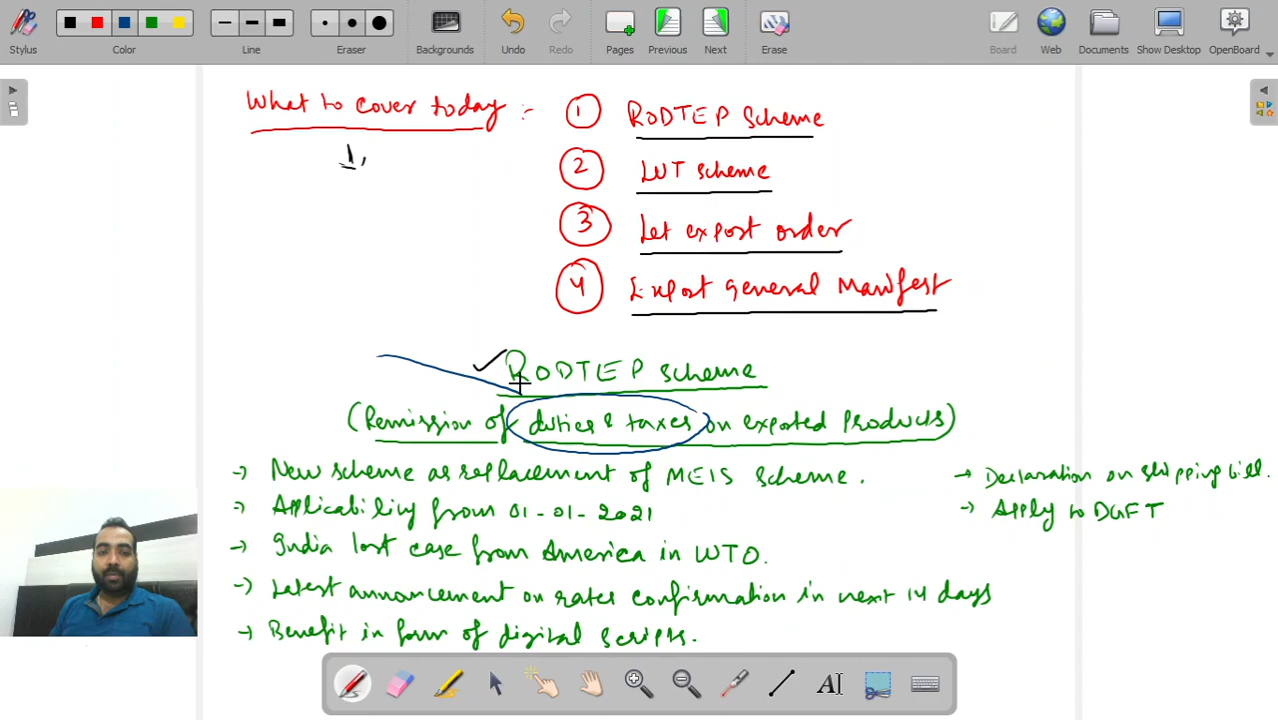 Stylus Color Line Eraser Backgrounds Undo Redo Pages Previous Next Erase Board Web Documents Show Desktop OpenBoard
What to cover today :- 1 RODTEP Scheme
1,
2 LUT scheme
3 Let export order
4 Export general Manifest
RODTEP scheme
(Remission of duties & taxes on exported Products)
→ New scheme as replacement of MEIS scheme.
→ Applicability from 01-01-2021
→ India lost case from America in WTO.
→ Latest announcement on rates confirmation in next 14 days
→ Benefit in form of digital scripts.
→ Declaration on shipping bill.
→ Apply to DGFT
AI